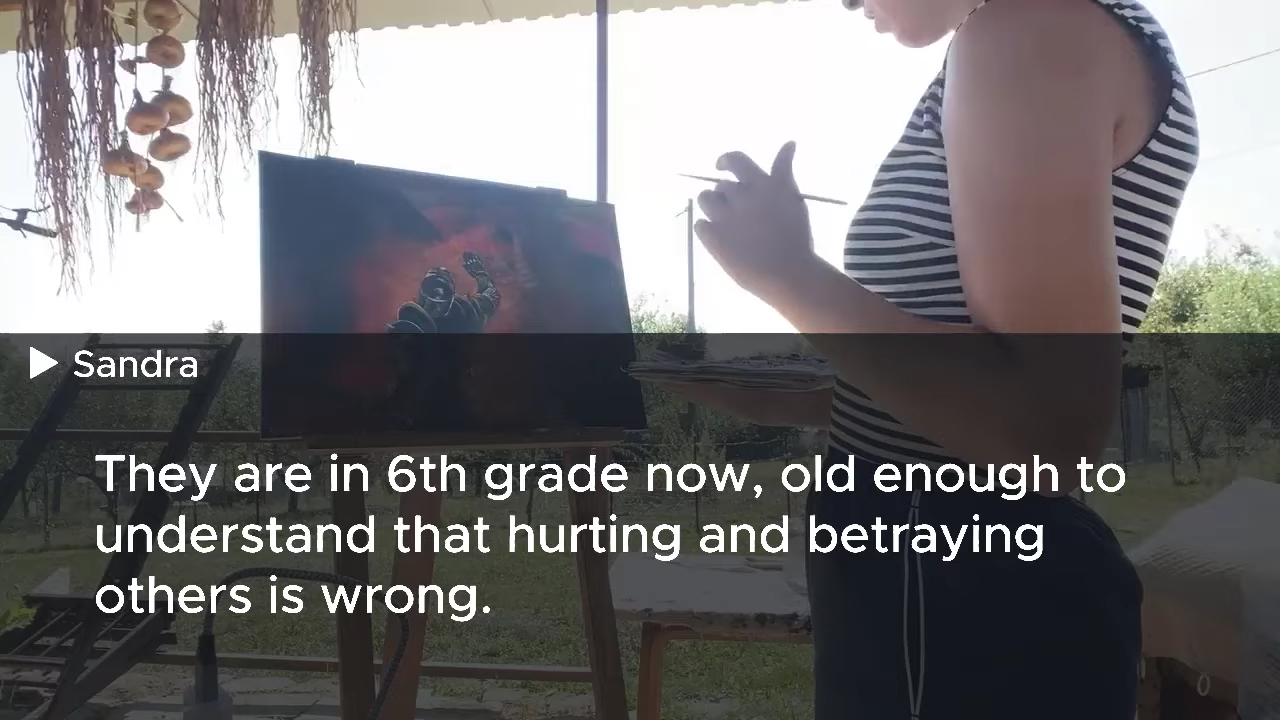 Sandra
They are in 6th grade now, old enough to
understand that hurting and betraying
others is wrong.